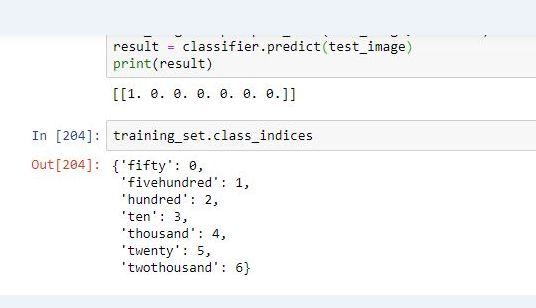 result = classifier.predict(test_image)
print(result)
[[1. 0. 0. 0. 0. 0. 0.]]
In [204]: training_set.class_indices
Out[204]: {'fifty': 0,
'fivehundred': 1,
'hundred': 2,
'ten': 3,
'thousand': 4,
'twenty': 5,
'twothousand': 6}